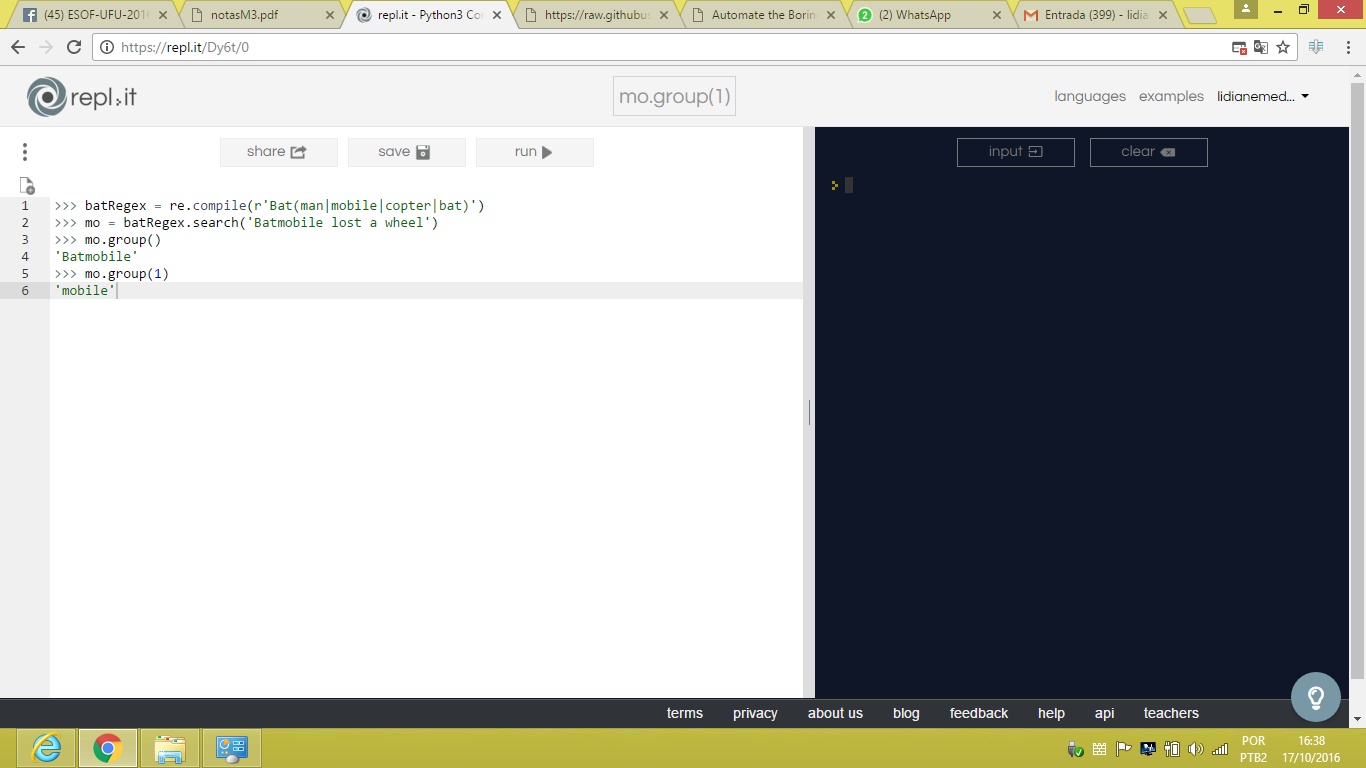 (45) ESOF-UFU-2016
notasM3.pdf
repl.it - Python3 Co
https://raw.githubus
Automate the Borin
(2) WhatsApp
Entrada (399) - lidia
https://repl.it/Dy6t/0
repl.it
mo.group(1)
languages examples lidianemed...
share save run
input clear
1 >>> batRegex = re.compile(r'Bat(man|mobile|copter|bat)')
2 >>> mo = batRegex.search('Batmobile lost a wheel')
3 >>> mo.group()
4 'Batmobile'
5 >>> mo.group(1)
6 'mobile'
terms privacy about us blog feedback help api teachers
POR 16:38
PTB2 17/10/2016